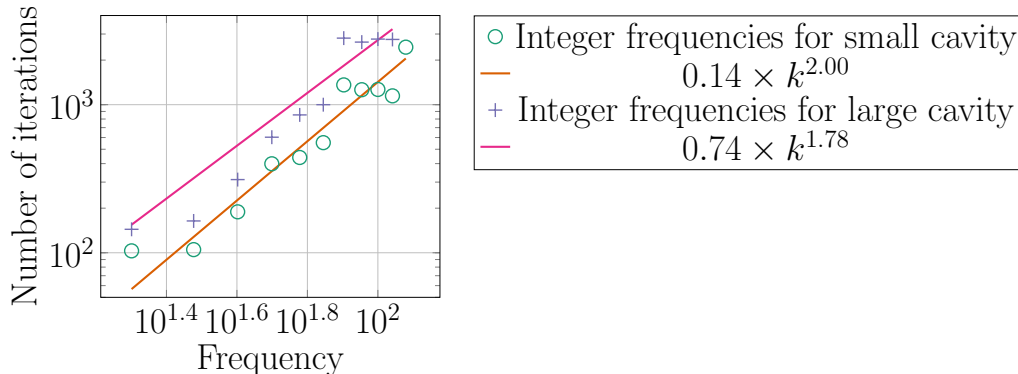 Number of iterations
10^3
10^2
10^1.4 10^1.6 10^1.8 10^2
Frequency
Integer frequencies for small cavity
0.14 × k^2.00
Integer frequencies for large cavity
0.74 × k^1.78